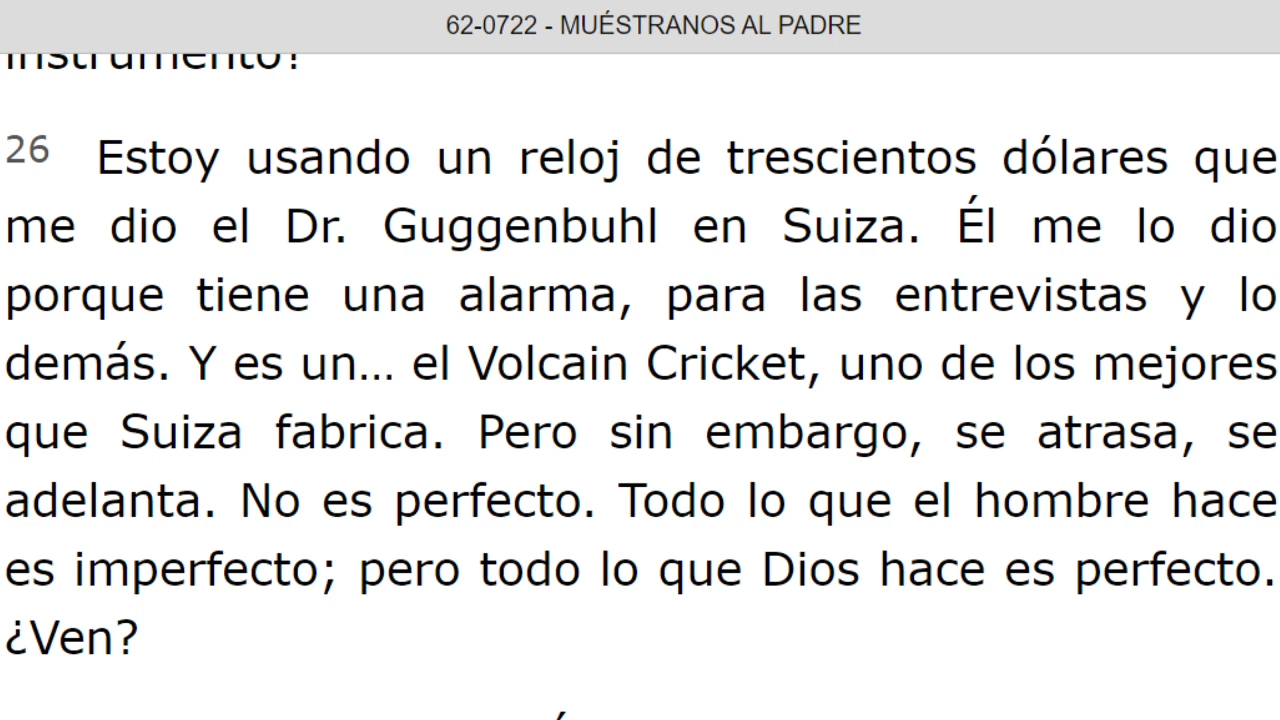 62-0722 - MUÉSTRANOS AL PADRE
instrumento!
26 Estoy usando un reloj de trescientos dólares que
me dio el Dr. Guggenbuhl en Suiza. Él me lo dio
porque tiene una alarma, para las entrevistas y lo
demás. Y es un… el Volcain Cricket, uno de los mejores
que Suiza fabrica. Pero sin embargo, se atrasa, se
adelanta. No es perfecto. Todo lo que el hombre hace
es imperfecto; pero todo lo que Dios hace es perfecto.
¿Ven?